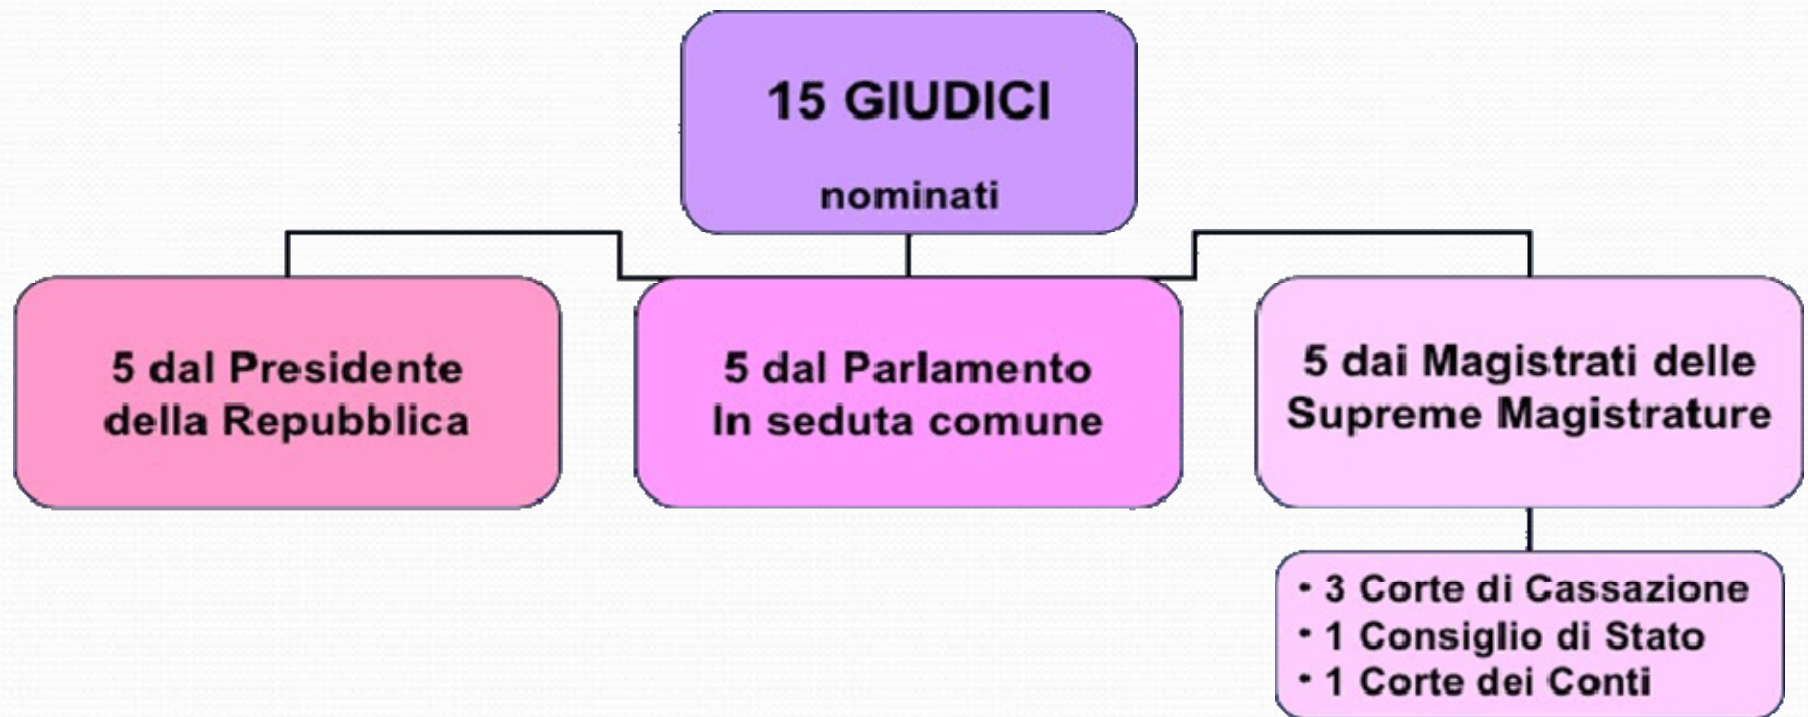 15 GIUDICI
nominati
5 dal Presidente
della Repubblica
5 dal Parlamento
In seduta comune
5 dai Magistrati delle
Supreme Magistrature
• 3 Corte di Cassazione
• 1 Consiglio di Stato
• 1 Corte dei Conti